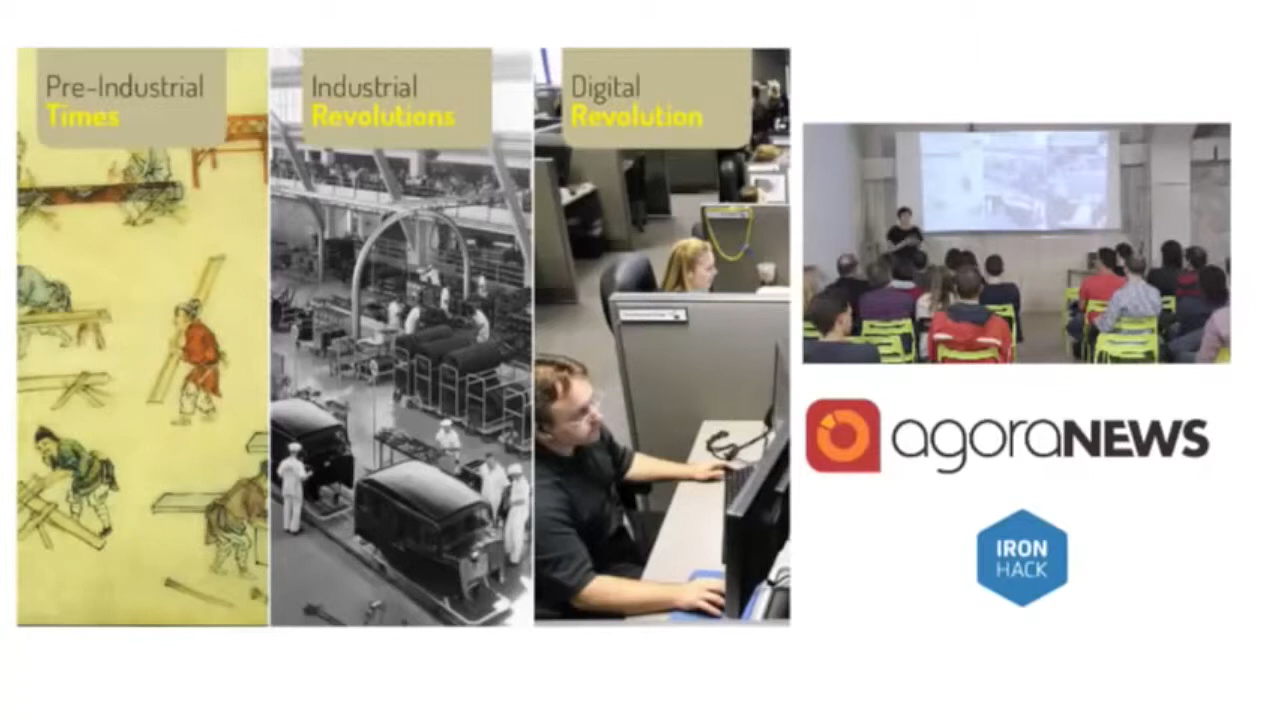 Pre-Industrial
Times
Industrial
Revolutions
Digital
Revolution
agoraNEWS
IRON
HACK